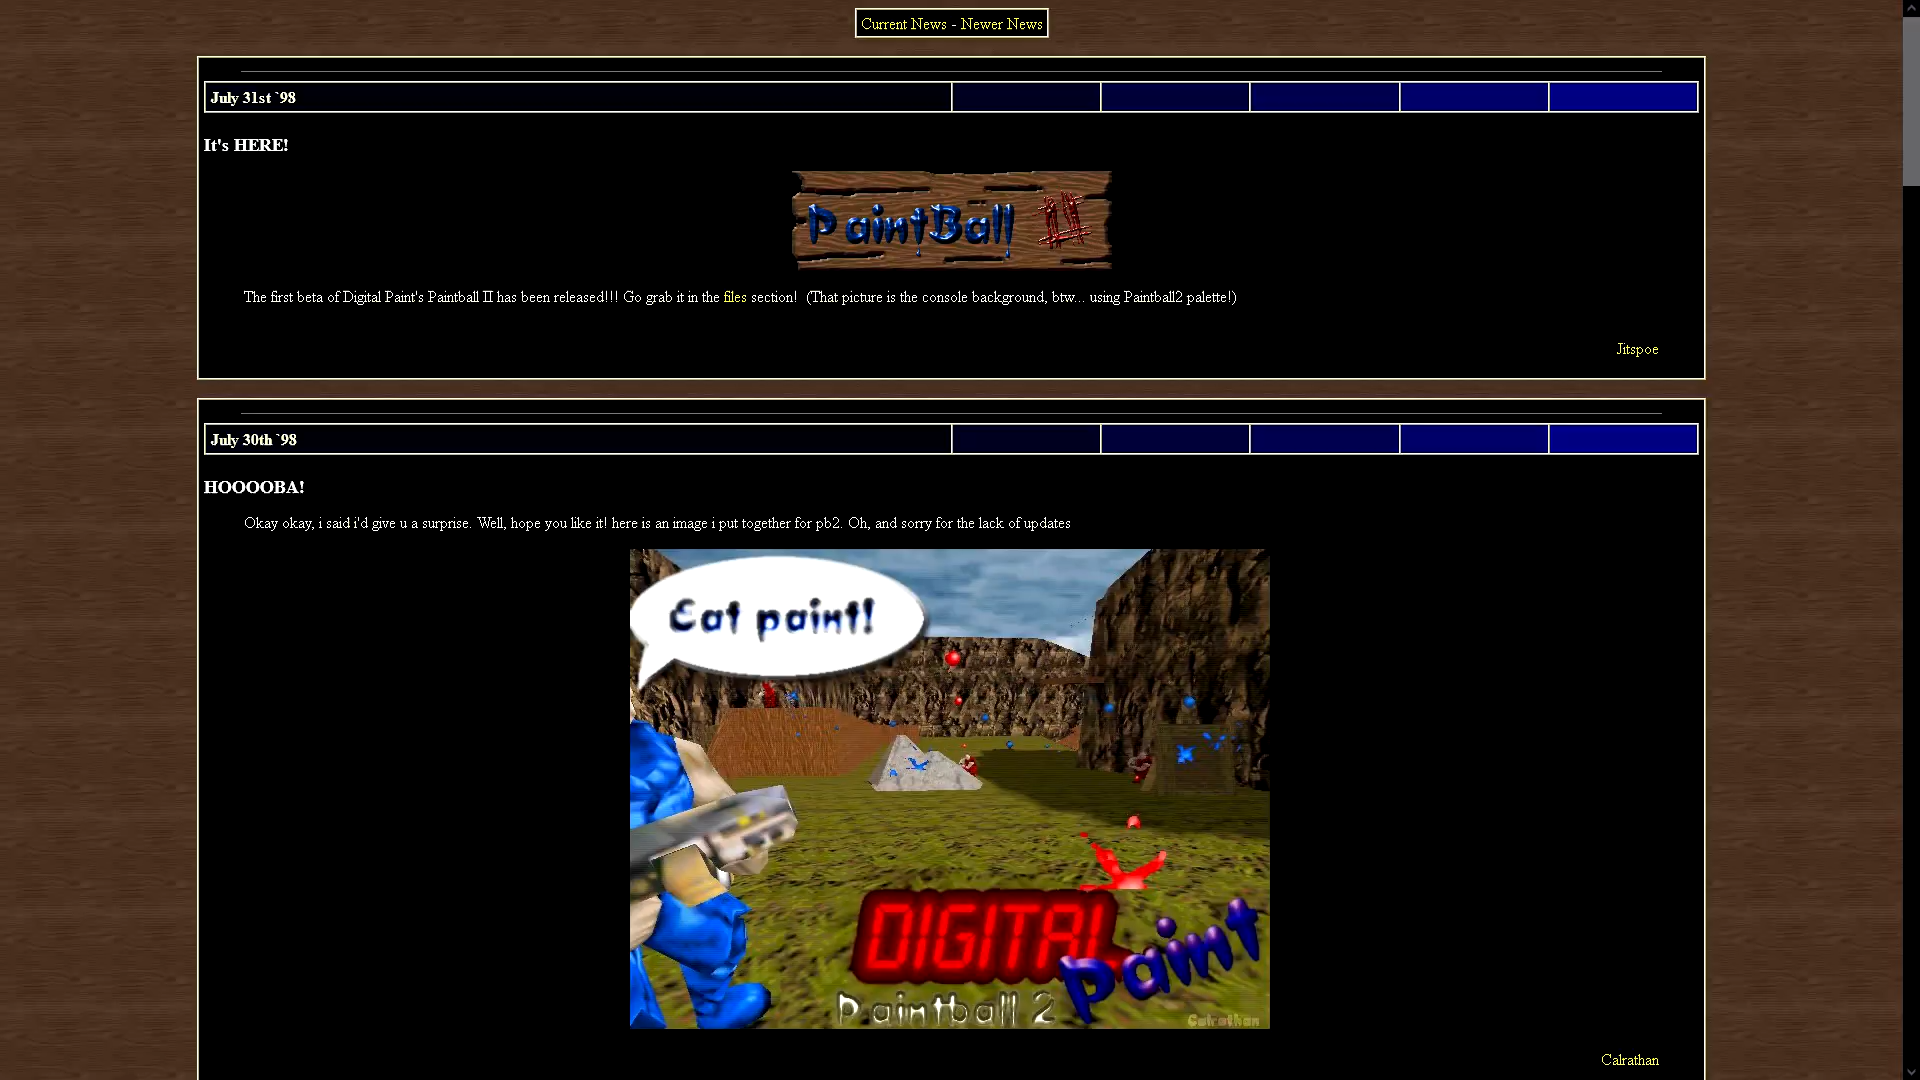 Current News - Newer News
July 31st `98
It's HERE!
PaintBall II
The first beta of Digital Paint's Paintball II has been released!!! Go grab it in the files section!  (That picture is the console background, btw... using Paintball2 palette!)
Jitspoe
July 30th `98
HOOOOBA!
Okay okay, i said i'd give u a surprise. Well, hope you like it! here is an image i put together for pb2. Oh, and sorry for the lack of updates
Eat paint!
DIGITAL
Paint
Paintball 2
Calrathan
Calrathan